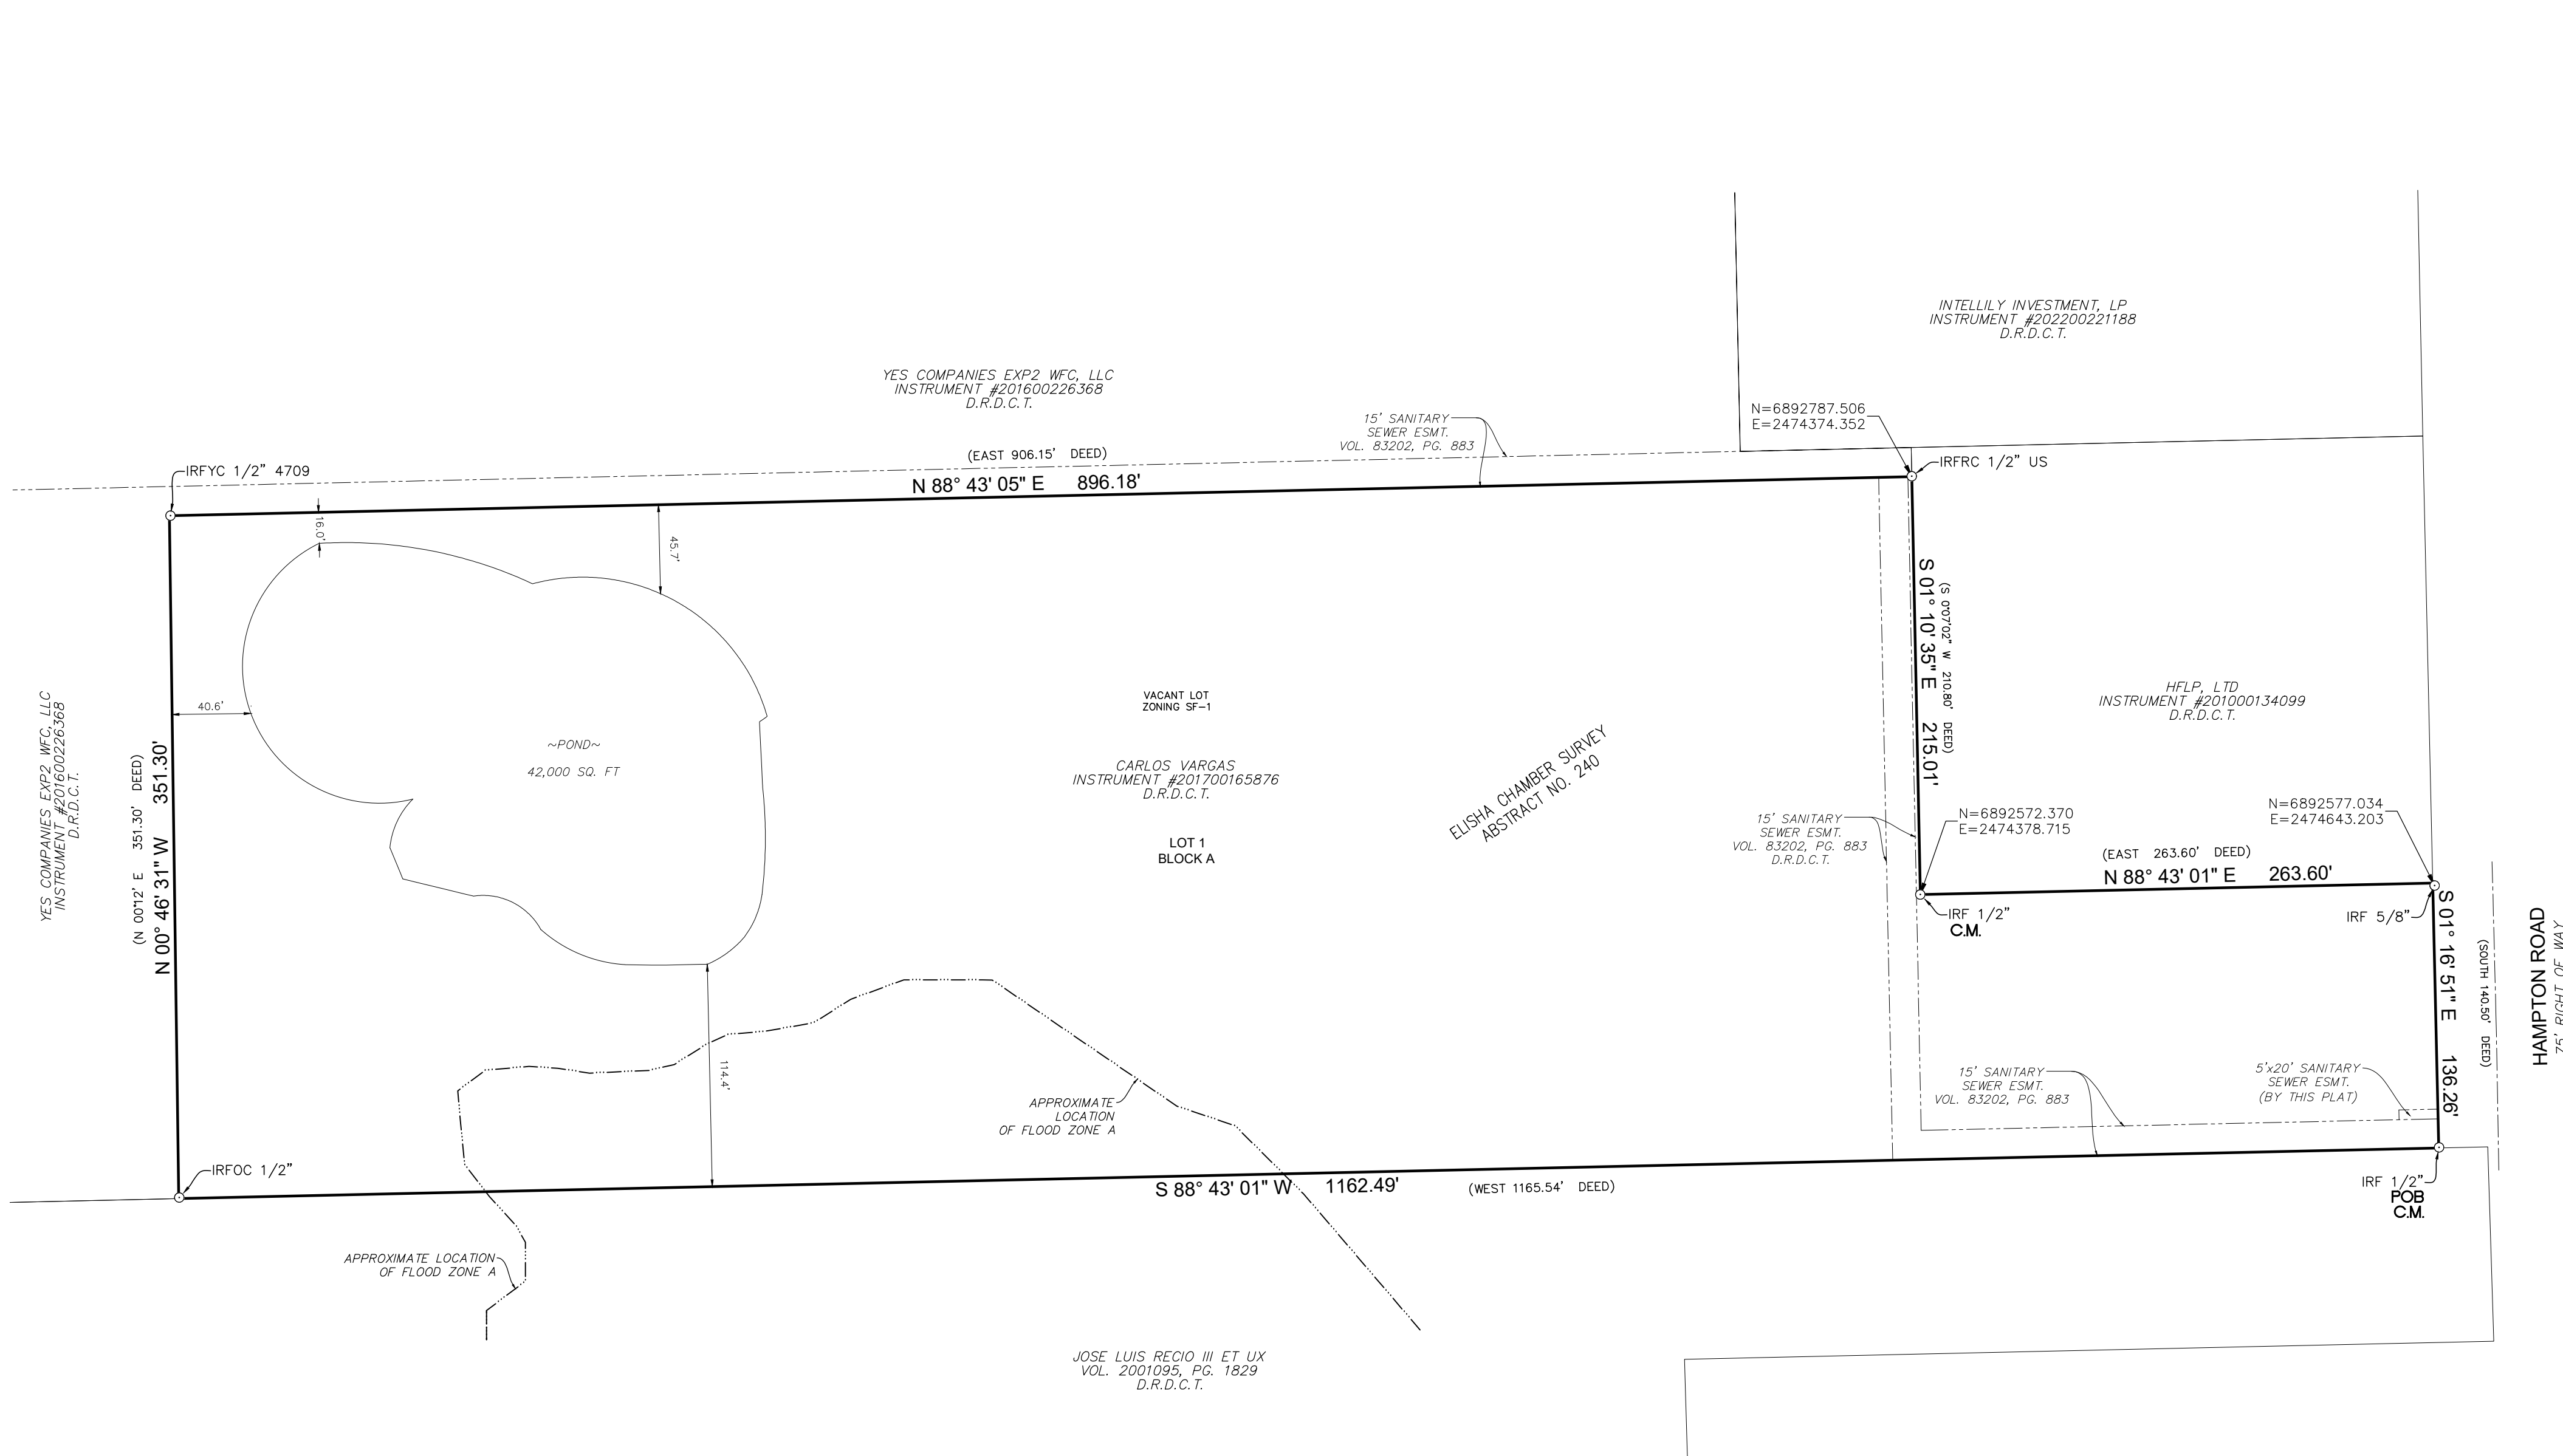 INTELLILY INVESTMENT, LP
INSTRUMENT #202200221188
D.R.D.C.T.
YES COMPANIES EXP2 WFC, LLC
INSTRUMENT #201600226368
D.R.D.C.T.
15' SANITARY
SEWER ESMT.
VOL. 83202, PG. 883
N=6892787.506
E=2474374.352
(EAST 906.15' DEED)
N 88° 43' 05" E 896.18'
IRFYC 1/2" 4709
IRFRC 1/2" US
16.0'
45.7'
40.6'
~POND~
42,000 SQ. FT
114.4'
YES COMPANIES EXP2 WFC, LLC
INSTRUMENT #201600226368
D.R.D.C.T.
(N 00°12' E 351.30' DEED)
N 00° 46' 31" W 351.30'
VACANT LOT
ZONING SF-1
CARLOS VARGAS
INSTRUMENT #201700165876
D.R.D.C.T.
LOT 1
BLOCK A
ELISHA CHAMBER SURVEY
ABSTRACT NO. 240
S 01° 10' 35" E 215.01'
(S 0°07'02" W 210.80' DEED)
HFLP, LTD
INSTRUMENT #201000134099
D.R.D.C.T.
15' SANITARY
SEWER ESMT.
VOL. 83202, PG. 883
D.R.D.C.T.
N=6892572.370
E=2474378.715
N=6892577.034
E=2474643.203
(EAST 263.60' DEED)
N 88° 43' 01" E 263.60'
IRF 1/2"
C.M.
IRF 5/8"
S 01° 16' 51" E 136.26'
(SOUTH 140.50' DEED)
HAMPTON ROAD
75' RIGHT OF WAY
15' SANITARY
SEWER ESMT.
VOL. 83202, PG. 883
5'x20' SANITARY
SEWER ESMT.
(BY THIS PLAT)
APPROXIMATE
LOCATION
OF FLOOD ZONE A
IRFOC 1/2"
S 88° 43' 01" W 1162.49'
(WEST 1165.54' DEED)
IRF 1/2"
POB
C.M.
APPROXIMATE LOCATION
OF FLOOD ZONE A
JOSE LUIS RECIO III ET UX
VOL. 2001095, PG. 1829
D.R.D.C.T.